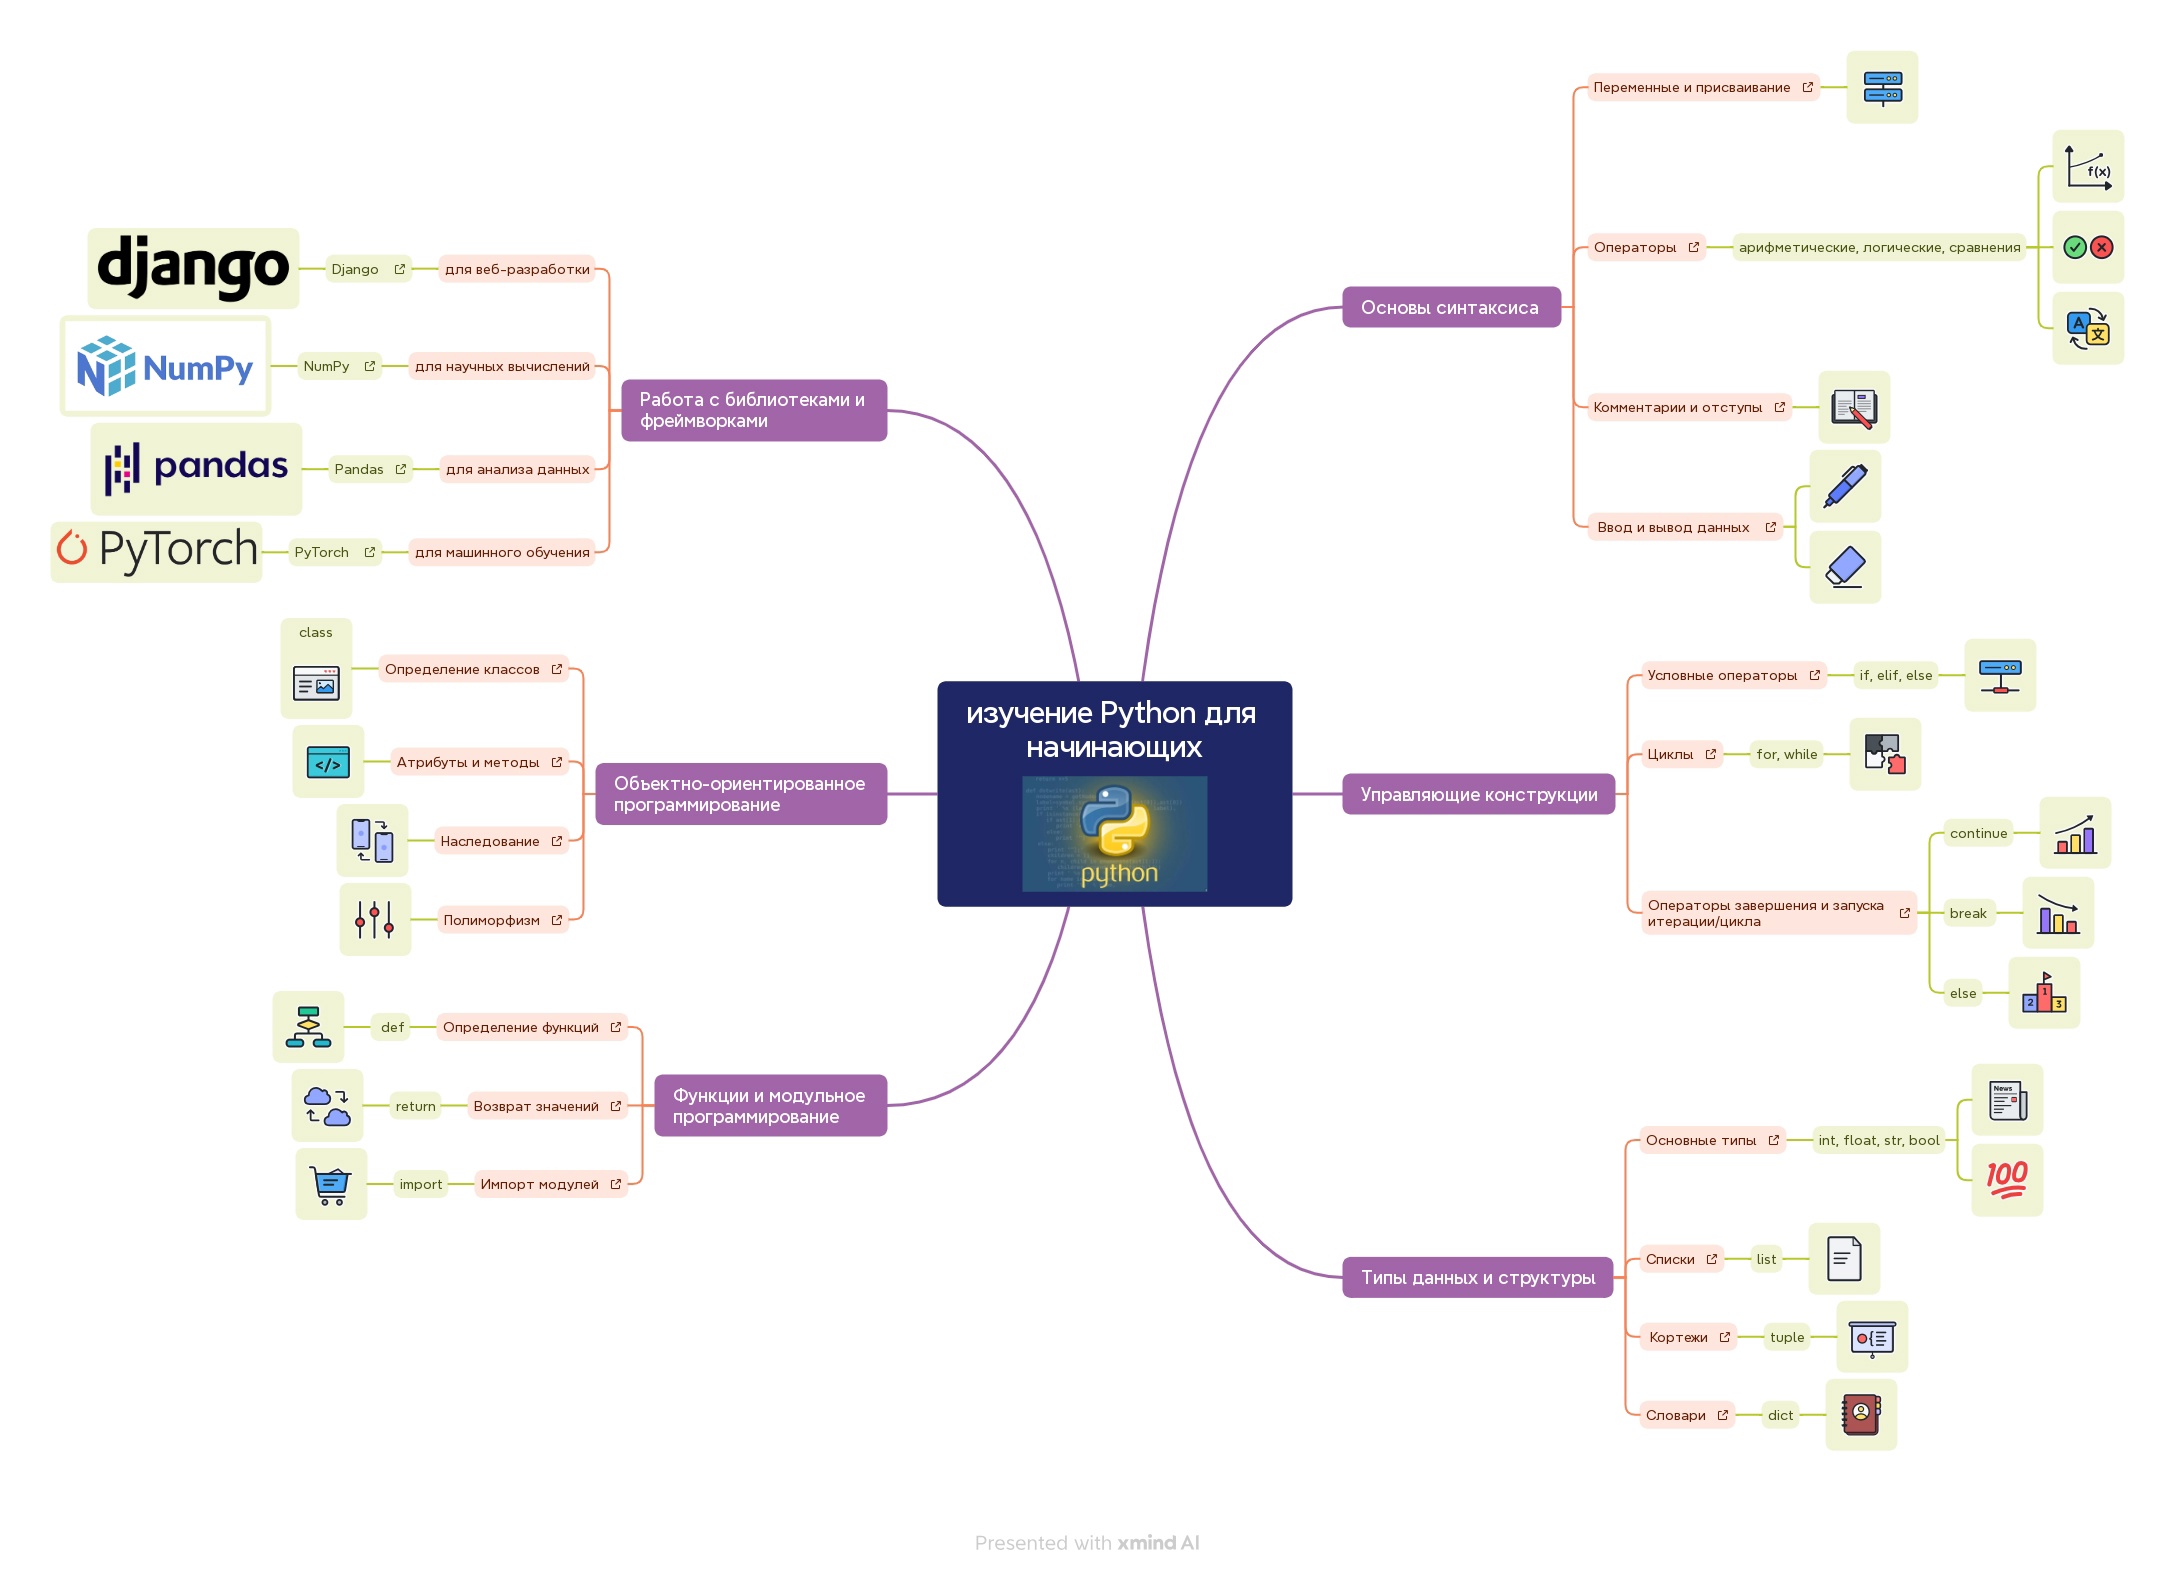 изучение Python для
начинающих
python
Основы синтаксиса
Переменные и присваивание
Операторы
арифметические, логические, сравнения
f(x)
A 文
Комментарии и отступы
Ввод и вывод данных
Управляющие конструкции
Условные операторы
if, elif, else
Циклы
for, while
Операторы завершения и запуска
итерации/цикла
continue
break
else
2 1 3
Типы данных и структуры
Основные типы
int, float, str, bool
News
100
Списки
list
Кортежи
tuple
Словари
dict
Работа с библиотеками и
фреймворками
для веб-разработки
Django
django
для научных вычислений
NumPy
NumPy
для анализа данных
Pandas
pandas
для машинного обучения
PyTorch
PyTorch
Объектно-ориентированное
программирование
Определение классов
class
Атрибуты и методы
</>
Наследование
Полиморфизм
Функции и модульное
программирование
Определение функций
def
Возврат значений
return
Импорт модулей
import
Presented with xmind AI